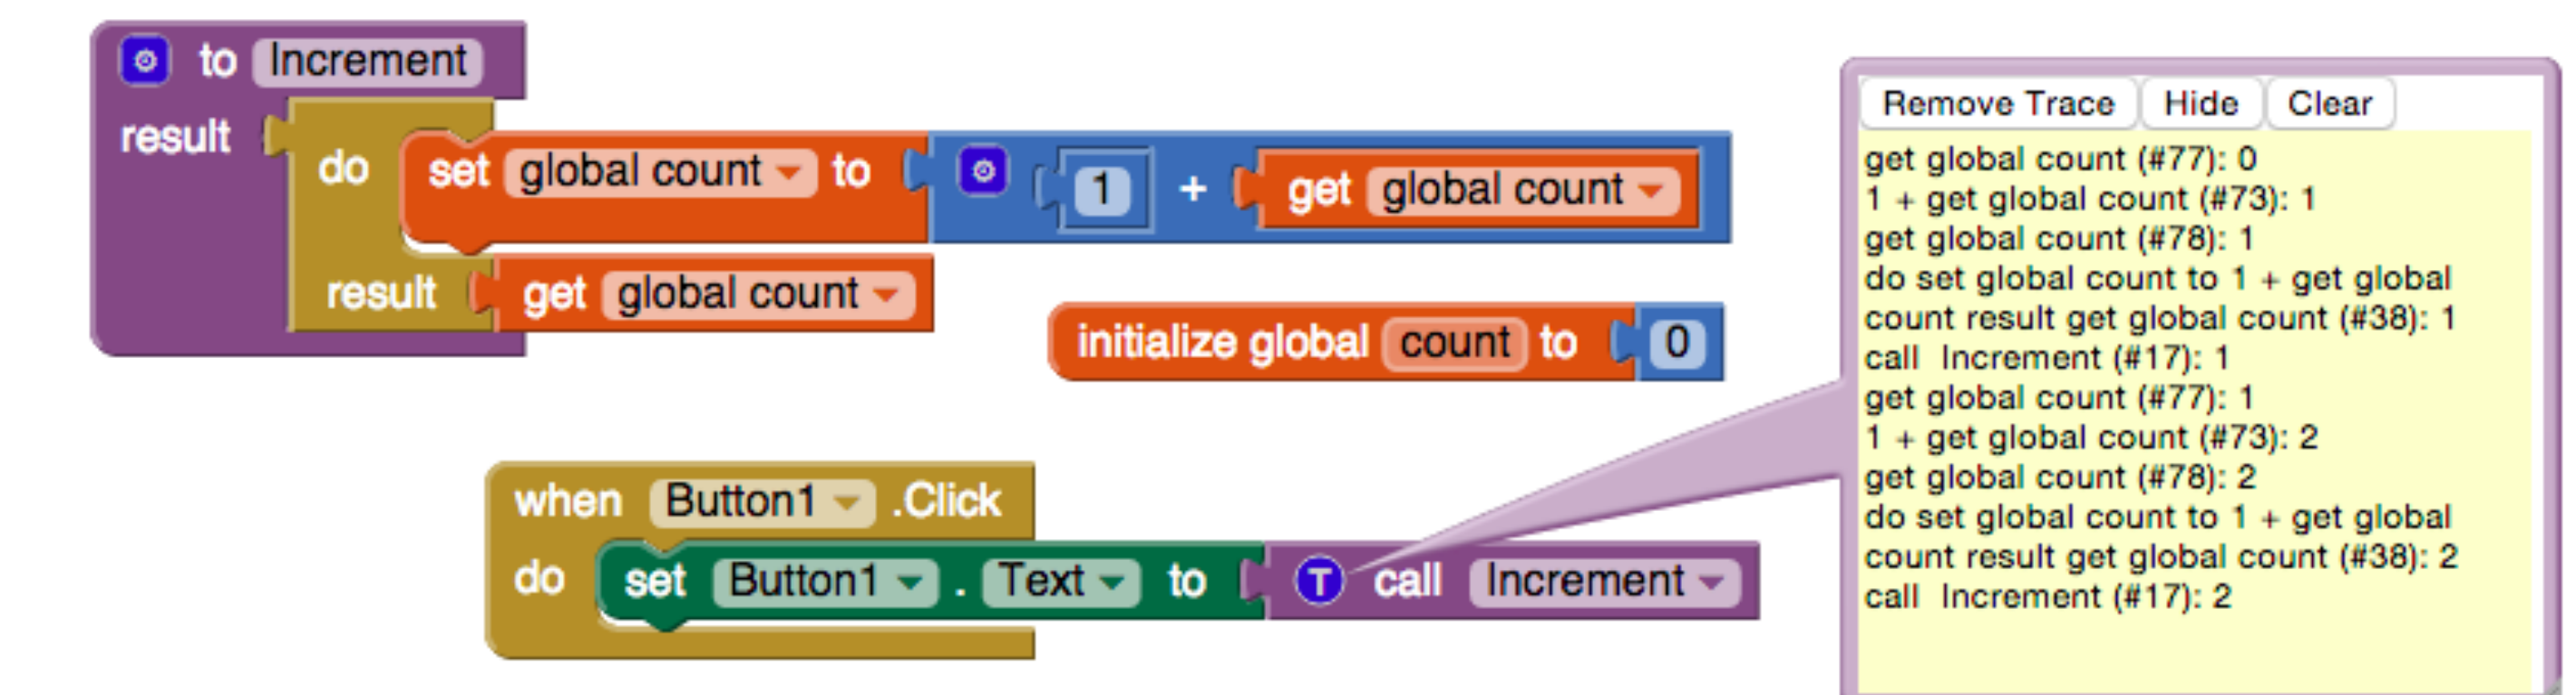 to Increment
result
do set global count to 1 + get global count
result get global count
initialize global count to 0
when Button1 .Click
do set Button1 . Text to T call Increment
Remove Trace Hide Clear
get global count (#77): 0
1 + get global count (#73): 1
get global count (#78): 1
do set global count to 1 + get global
count result get global count (#38): 1
call Increment (#17): 1
get global count (#77): 1
1 + get global count (#73): 2
get global count (#78): 2
do set global count to 1 + get global
count result get global count (#38): 2
call Increment (#17): 2